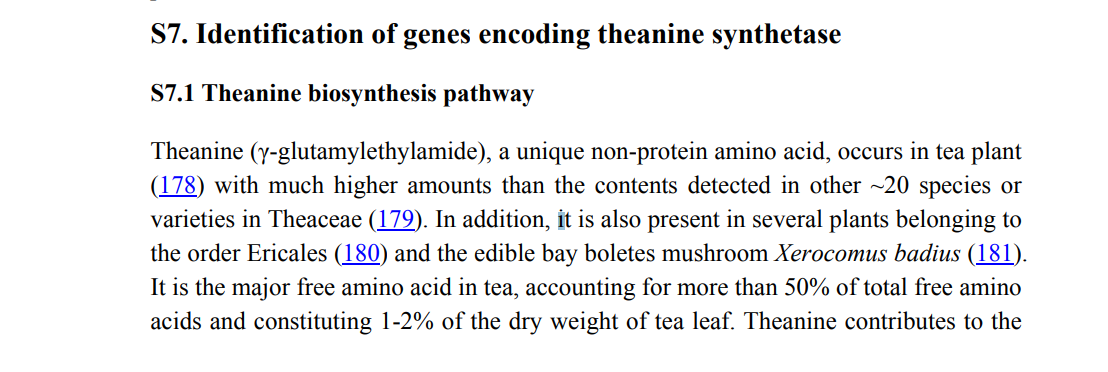 S7. Identification of genes encoding theanine synthetase
S7.1 Theanine biosynthesis pathway
Theanine (γ-glutamylethylamide), a unique non-protein amino acid, occurs in tea plant
(178) with much higher amounts than the contents detected in other ~20 species or
varieties in Theaceae (179). In addition, it is also present in several plants belonging to
the order Ericales (180) and the edible bay boletes mushroom Xerocomus badius (181).
It is the major free amino acid in tea, accounting for more than 50% of total free amino
acids and constituting 1-2% of the dry weight of tea leaf. Theanine contributes to the